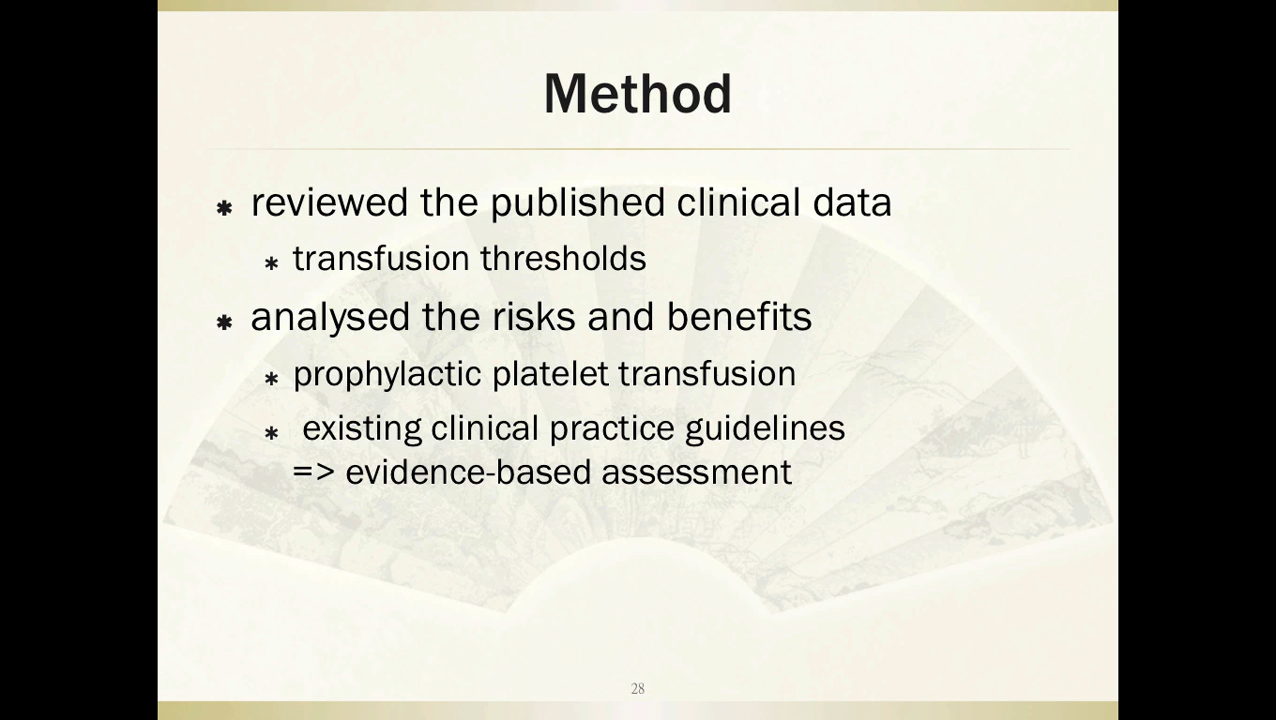 Method
* reviewed the published clinical data
* transfusion thresholds
* analysed the risks and benefits
* prophylactic platelet transfusion
* existing clinical practice guidelines
=> evidence-based assessment
28